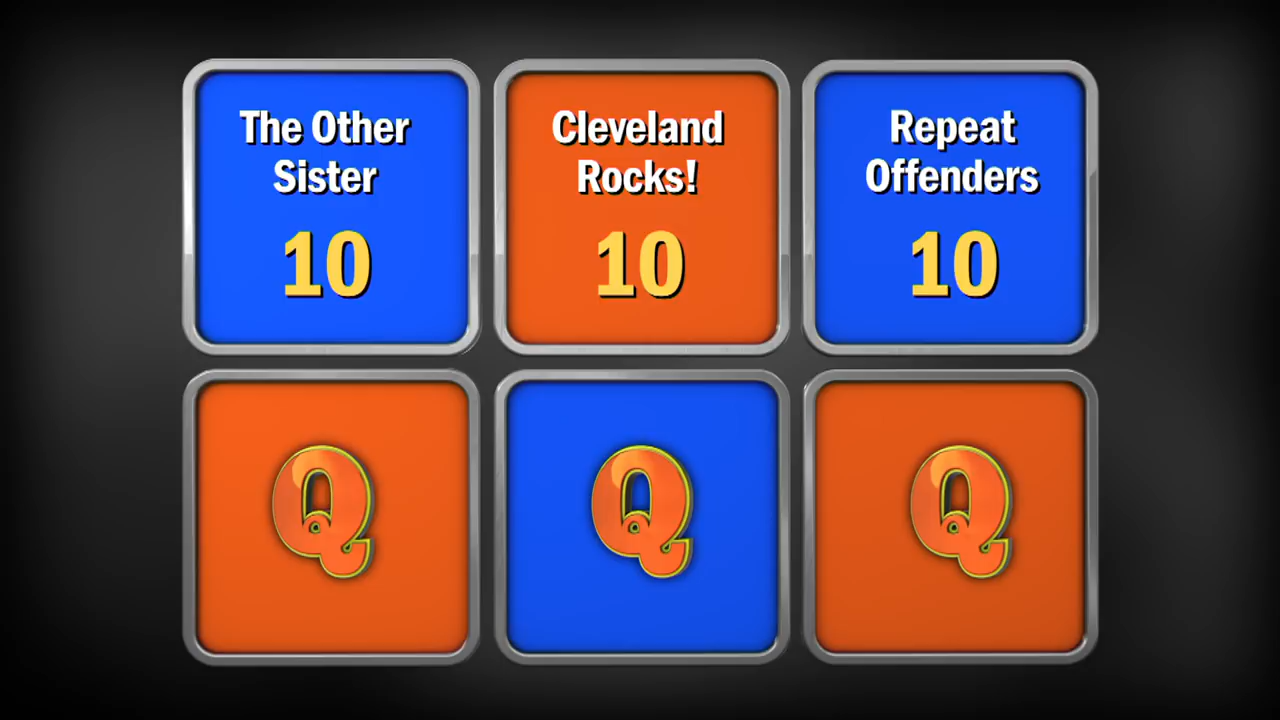 The Other
Sister
10
Cleveland
Rocks!
10
Repeat
Offenders
10
Q
Q
Q